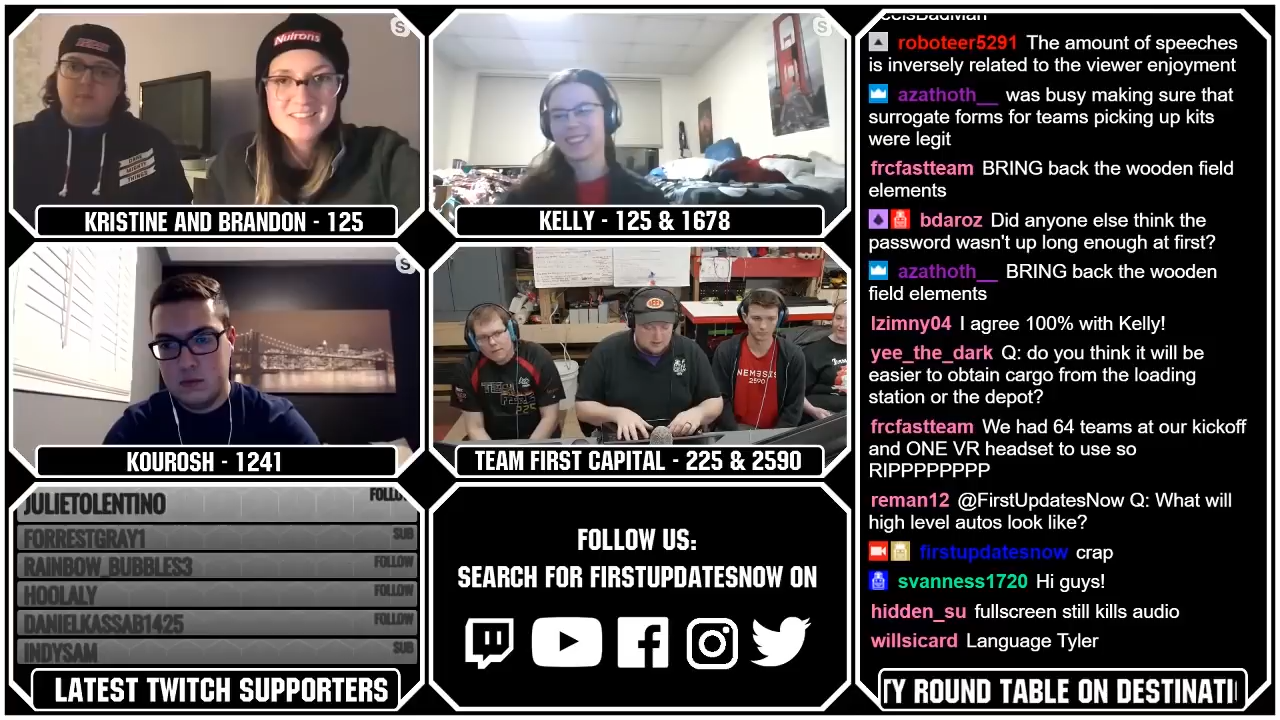 Nutrons
S
KRISTINE AND BRANDON - 125
S
KELLY - 125 & 1678
S
KOUROSH - 1241
NEMESIS
2590
TEAM FIRST CAPITAL - 225 & 2590
JULIETOLENTINO FOLLO
FORRESTGRAY1 SUB
RAINBOW_BUBBLES3 FOLLOW
HOOLALY FOLLOW
DANIELKASSAB1425 FOLLOW
INDYSAM SUB
LATEST TWITCH SUPPORTERS
FOLLOW US:
SEARCH FOR FIRSTUPDATESNOW ON
roboteer5291 The amount of speeches
is inversely related to the viewer enjoyment
azathoth__ was busy making sure that
surrogate forms for teams picking up kits
were legit
frcfastteam BRING back the wooden field
elements
bdaroz Did anyone else think the
password wasn't up long enough at first?
azathoth__ BRING back the wooden
field elements
lzimny04 I agree 100% with Kelly!
yee_the_dark Q: do you think it will be
easier to obtain cargo from the loading
station or the depot?
frcfastteam We had 64 teams at our kickoff
and ONE VR headset to use so
RIPPPPPPPP
reman12 @FirstUpdatesNow Q: What will
high level autos look like?
firstupdatesnow crap
svanness1720 Hi guys!
hidden_su fullscreen still kills audio
willsicard Language Tyler
TY ROUND TABLE ON DESTINATI